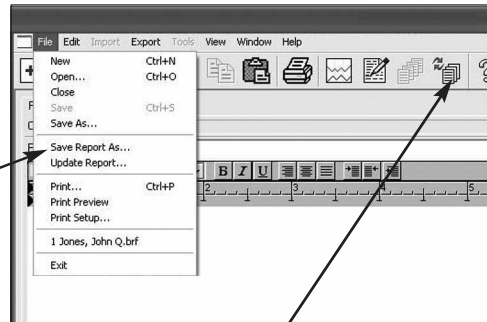 File Edit Import Export Tools View Window Help
New Ctrl+N
Open... Ctrl+O
Close
Save Ctrl+S
Save As...
Save Report As...
Update Report...
B I U
Print... Ctrl+P
2 3 4 5
Print Preview
Print Setup...
1 Jones, John Q.brf
Exit